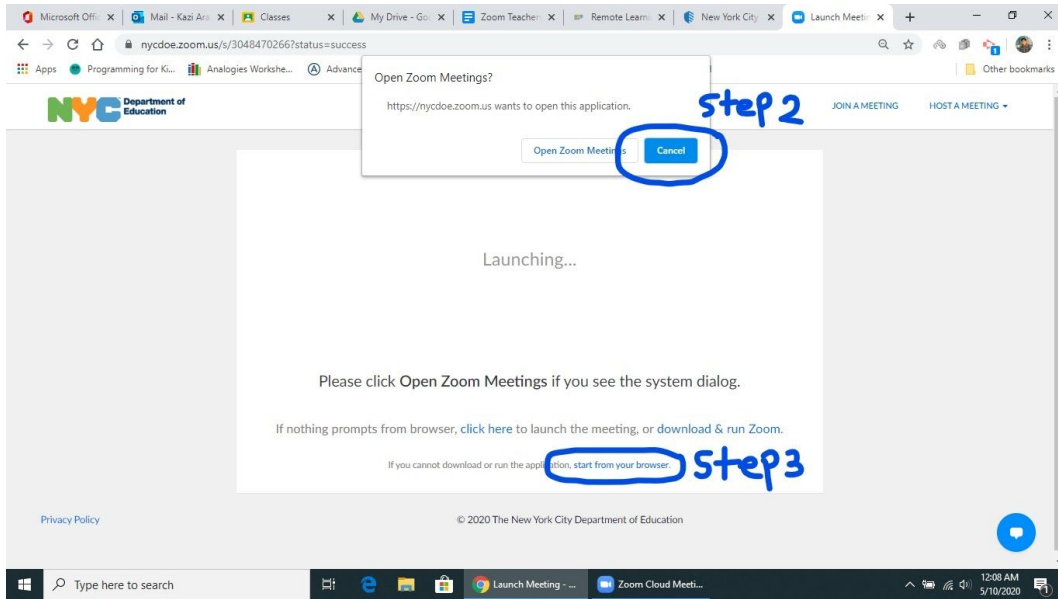 Microsoft Offic
Mail - Kazi Ara
Classes
My Drive - Go
Zoom Teacher
Remote Learni
New York City
Launch Meetin
nycdoe.zoom.us/s/3048470266?status=success
Apps
Programming for Ki...
Analogies Workshe...
Advance
Other bookmarks
NYC Department of
Education
Open Zoom Meetings?
https://nycdoe.zoom.us wants to open this application.
Open Zoom Meetings
Cancel
step 2
JOIN A MEETING
HOST A MEETING
Launching...
Please click Open Zoom Meetings if you see the system dialog.
If nothing prompts from browser, click here to launch the meeting, or download & run Zoom.
If you cannot download or run the application, start from your browser.
step 3
Privacy Policy
© 2020 The New York City Department of Education
Type here to search
Launch Meeting - ...
Zoom Cloud Meeti...
12:08 AM
5/10/2020